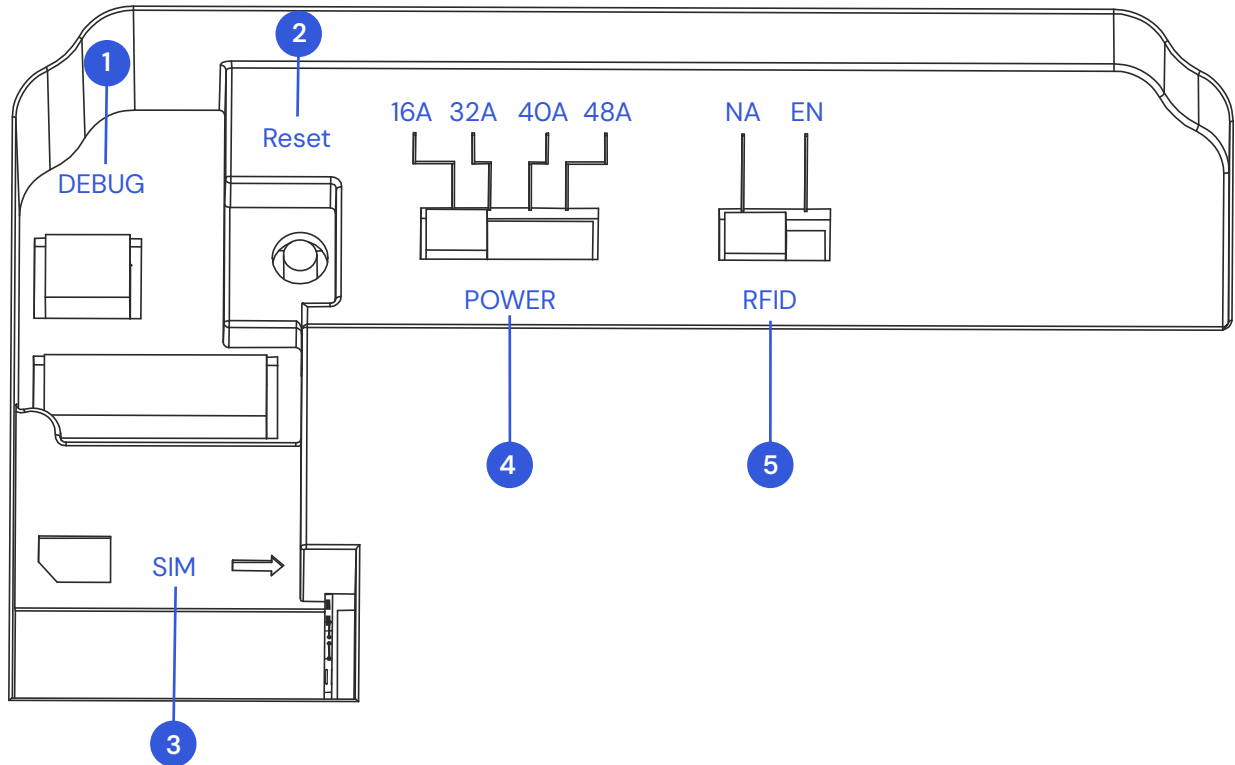 1
2
16A 32A 40A 48A
NA EN
Reset
DEBUG
POWER
RFID
4
5
SIM
3